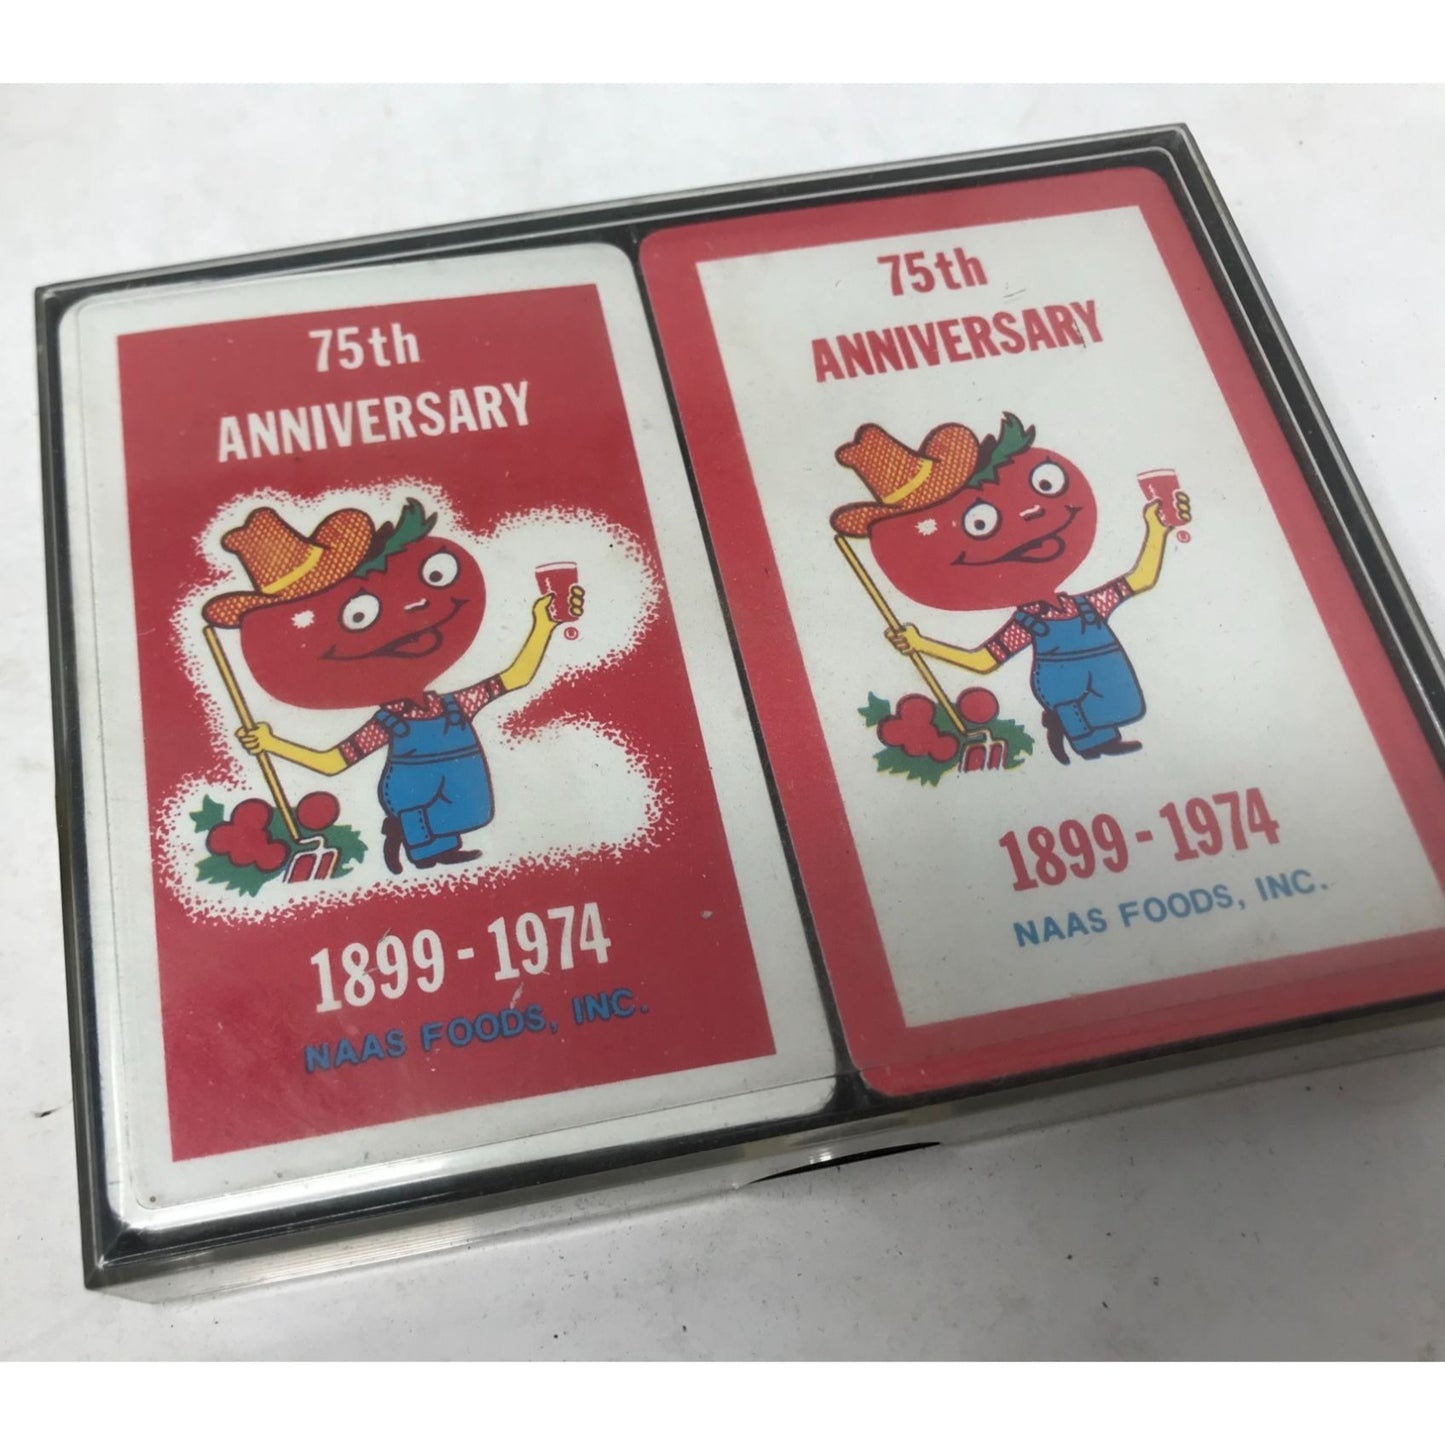 75th
ANNIVERSARY
1899-1974
NAAS FOODS, INC.
75th
ANNIVERSARY
1899-1974
NAAS FOODS, INC.